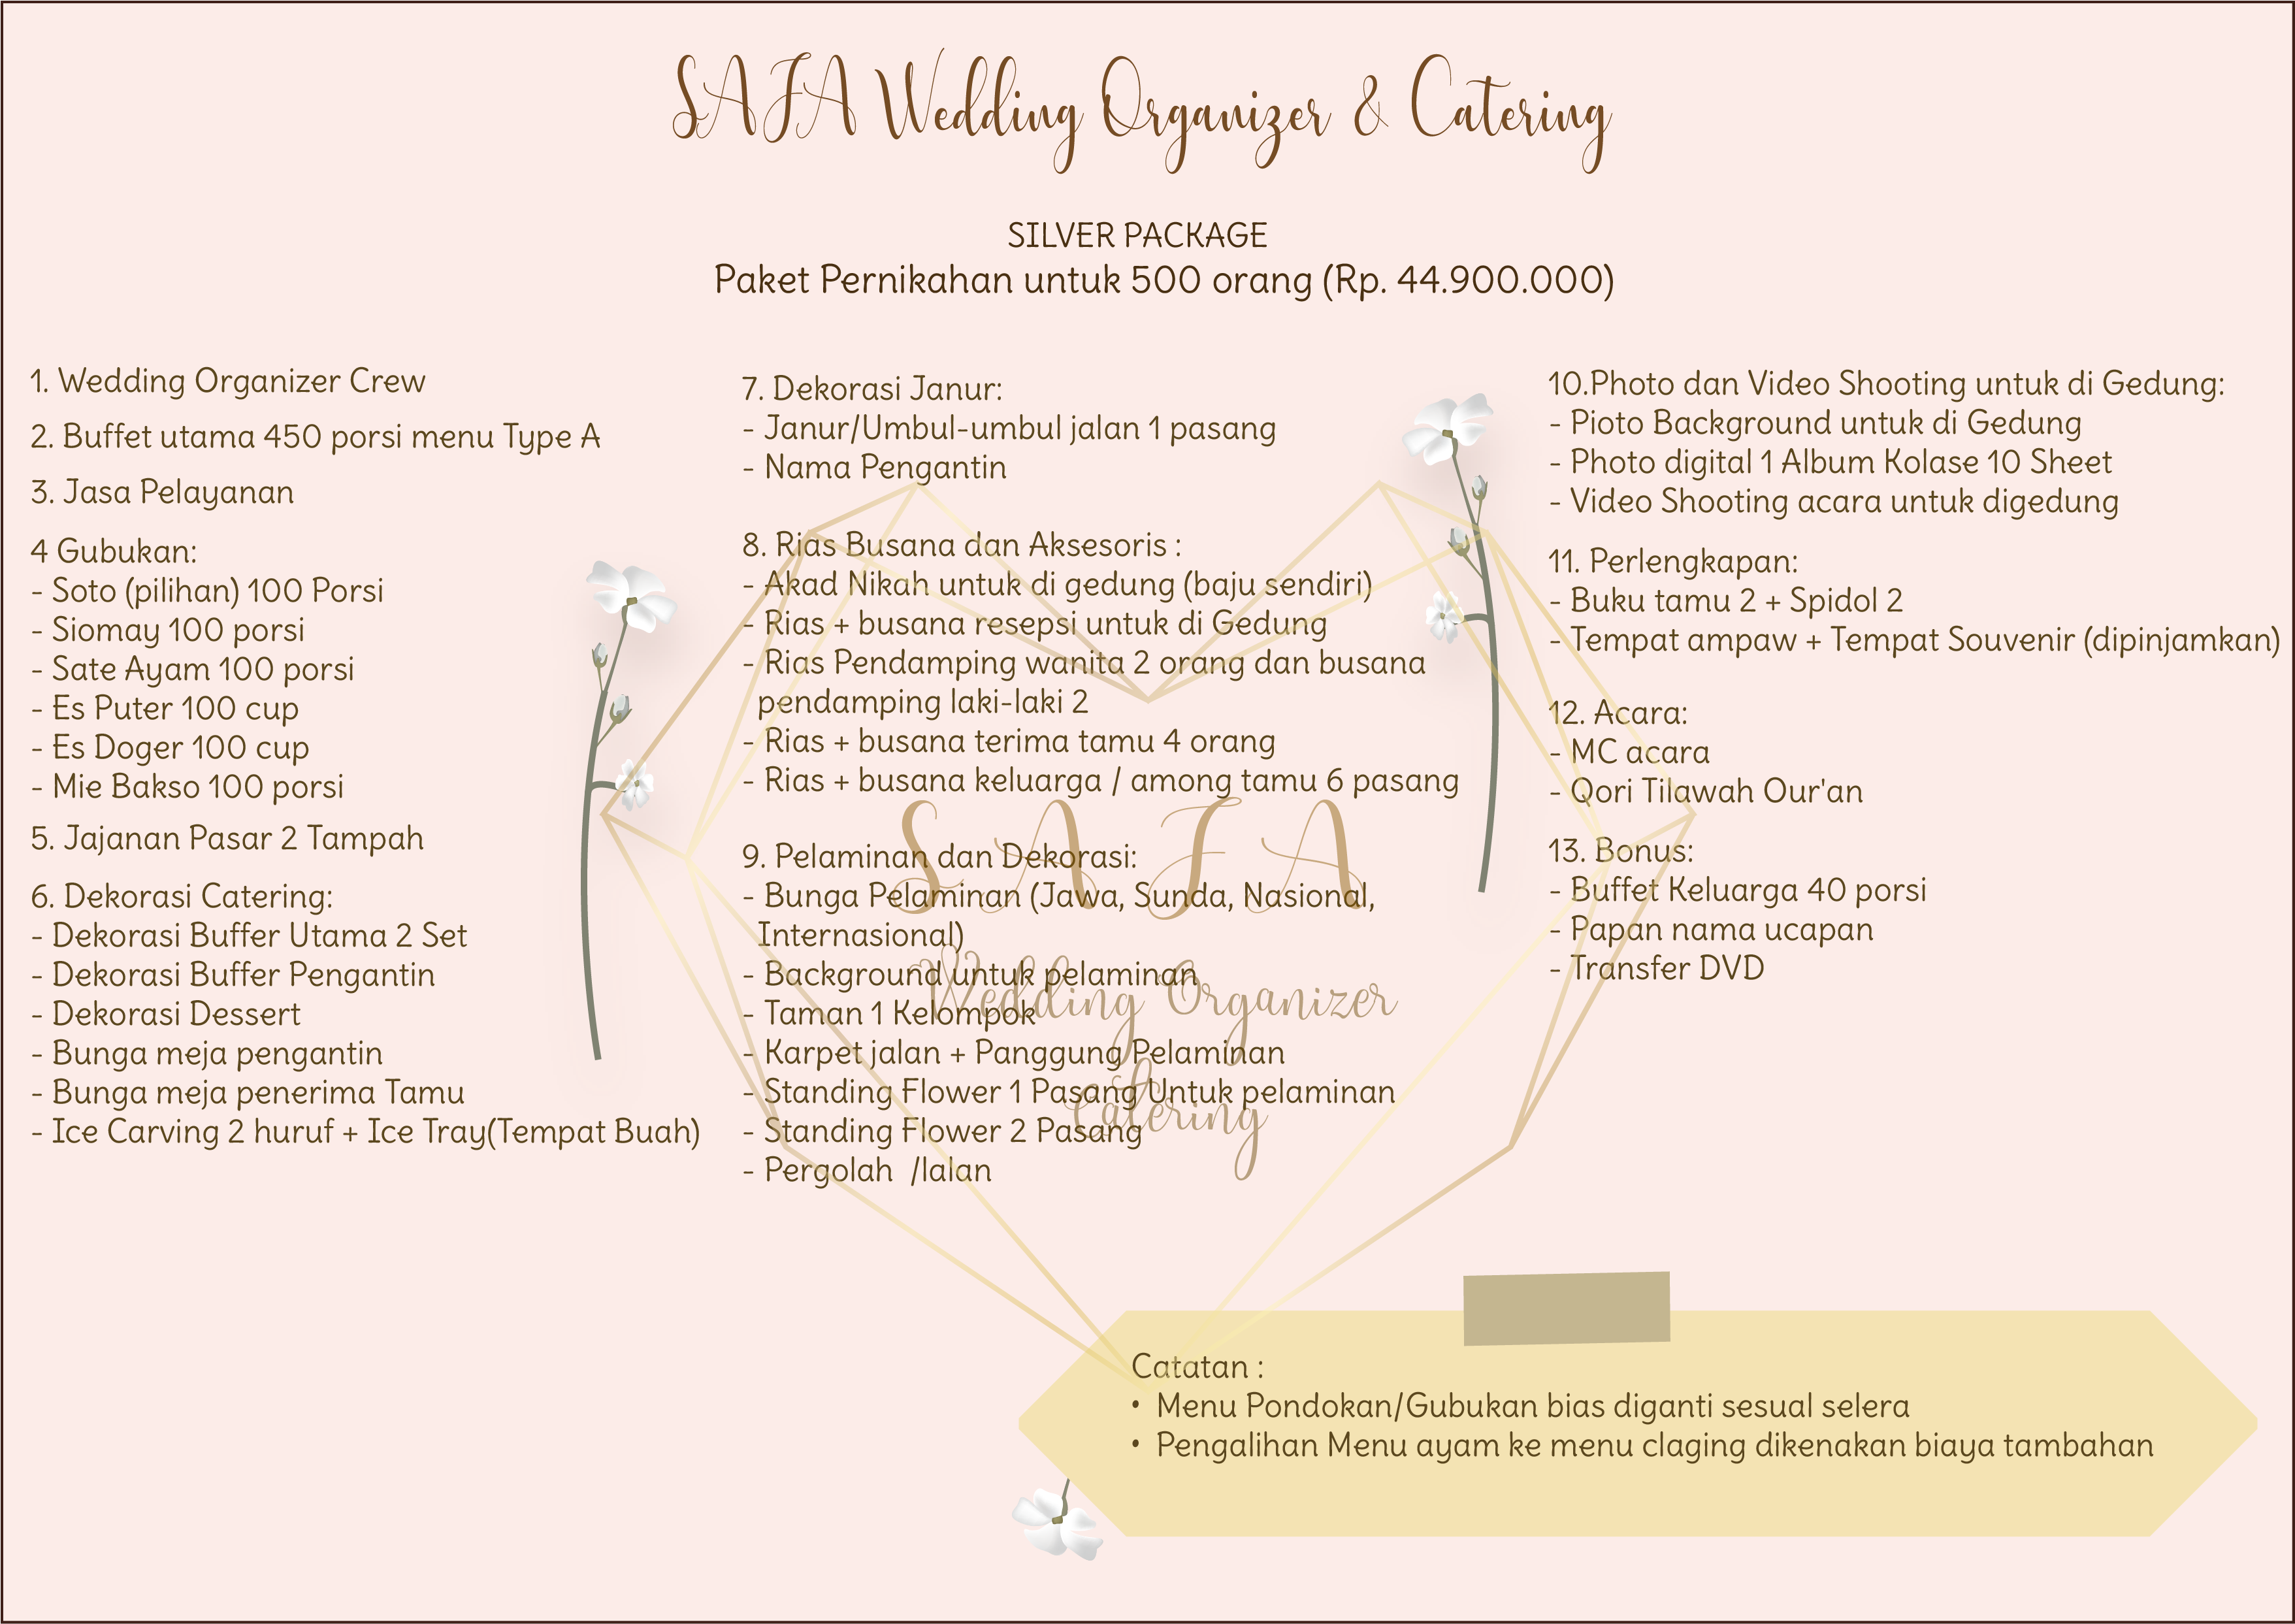 SAFA Wedding Organizer & Catering
SILVER PACKAGE
Paket Pernikahan untuk 500 orang (Rp. 44.900.000)
1. Wedding Organizer Crew
2. Buffet utama 450 porsi menu Type A
3. Jasa Pelayanan
4 Gubukan:
- Soto (pilihan) 100 Porsi
- Siomay 100 porsi
- Sate Ayam 100 porsi
- Es Puter 100 cup
- Es Doger 100 cup
- Mie Bakso 100 porsi
5. Jajanan Pasar 2 Tampah
6. Dekorasi Catering:
- Dekorasi Buffer Utama 2 Set
- Dekorasi Buffer Pengantin
- Dekorasi Dessert
- Bunga meja pengantin
- Bunga meja penerima Tamu
- Ice Carving 2 huruf + Ice Tray(Tempat Buah)
7. Dekorasi Janur:
- Janur/Umbul-umbul jalan 1 pasang
- Nama Pengantin
8. Rias Busana dan Aksesoris :
- Akad Nikah untuk di gedung (baju sendiri)
- Rias + busana resepsi untuk di Gedung
- Rias Pendamping wanita 2 orang dan busana
pendamping laki-laki 2
- Rias + busana terima tamu 4 orang
- Rias + busana keluarga / among tamu 6 pasang
9. Pelaminan dan Dekorasi:
- Bunga Pelaminan (Jawa, Sunda, Nasional,
Internasional)
- Background untuk pelaminan
- Taman 1 Kelompok
- Karpet jalan + Panggung Pelaminan
- Standing Flower 1 Pasang Untuk pelaminan
- Standing Flower 2 Pasang
- Pergolah /lalan
SAFA
Wedding Organizer
Catering
10.Photo dan Video Shooting untuk di Gedung:
- Pioto Background untuk di Gedung
- Photo digital 1 Album Kolase 10 Sheet
- Video Shooting acara untuk digedung
11. Perlengkapan:
- Buku tamu 2 + Spidol 2
- Tempat ampaw + Tempat Souvenir (dipinjamkan)
12. Acara:
- MC acara
- Qori Tilawah Our'an
13. Bonus:
- Buffet Keluarga 40 porsi
- Papan nama ucapan
- Transfer DVD
Catatan :
• Menu Pondokan/Gubukan bias diganti sesual selera
• Pengalihan Menu ayam ke menu claging dikenakan biaya tambahan